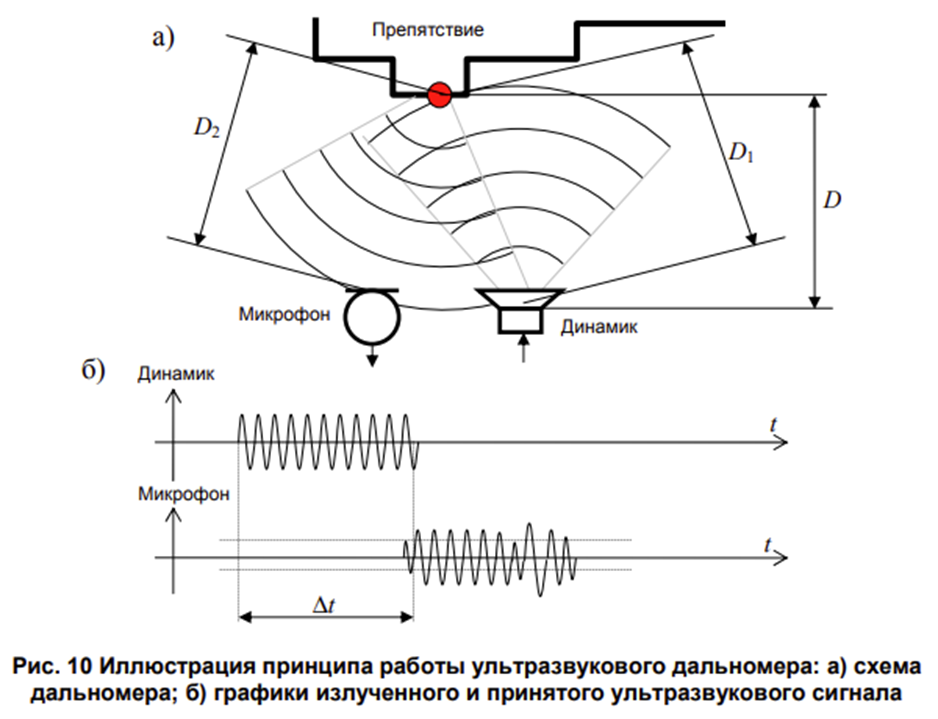 а)
Препятствие
D2
D1
D
Микрофон
Динамик
б)
Динамик
t
Микрофон
t
Δt
Рис. 10 Иллюстрация принципа работы ультразвукового дальномера: а) схема
дальномера; б) графики излученного и принятого ультразвукового сигнала